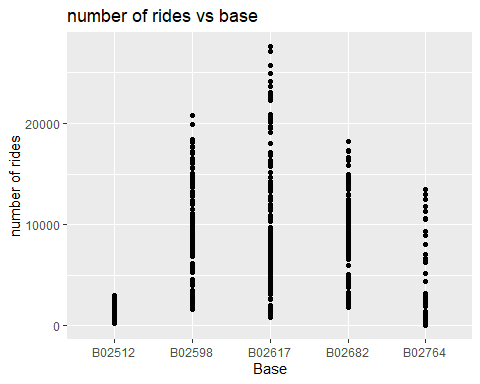 number of rides vs base
number of rides
20000
10000
0
B02512 B02598 B02617 B02682 B02764
Base